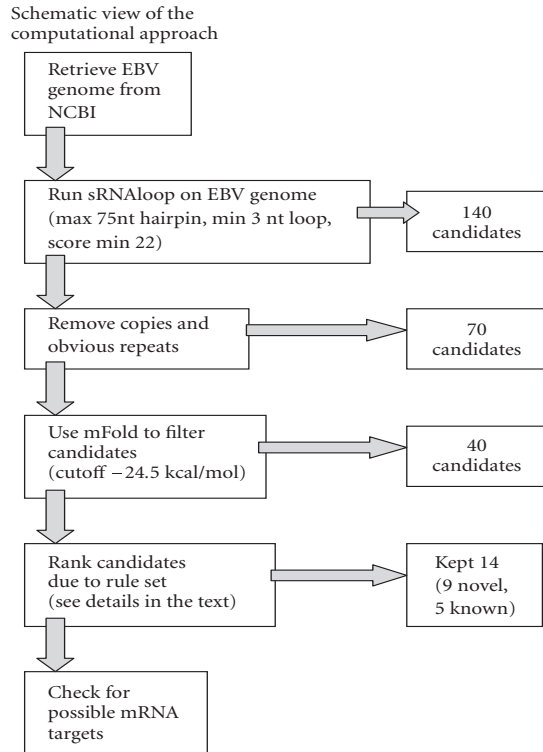 Schematic view of the
computational approach
Retrieve EBV
genome from
NCBI
Run sRNAloop on EBV genome
(max 75nt hairpin, min 3 nt loop,
score min 22)
140
candidates
Remove copies and
obvious repeats
70
candidates
Use mFold to filter
candidates
(cutoff −24.5 kcal/mol)
40
candidates
Rank candidates
due to rule set
(see details in the text)
Kept 14
(9 novel,
5 known)
Check for
possible mRNA
targets